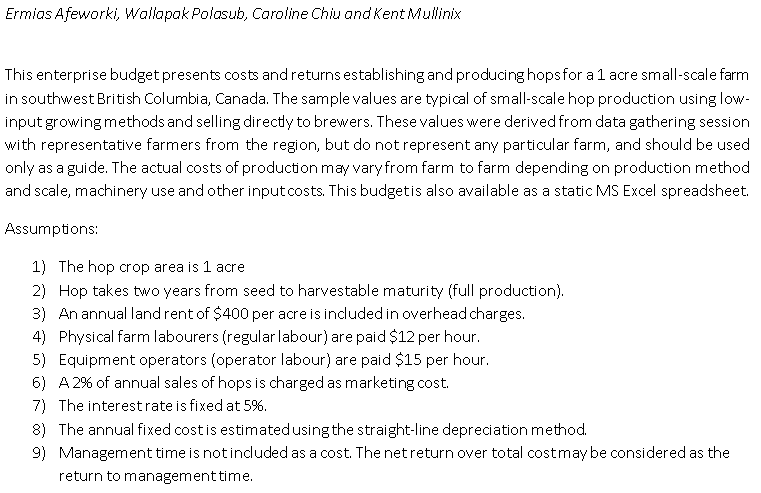 Ermias Afeworki, Wallapak Polasub, Caroline Chiu and Kent Mullinix
This enterprise budget presents costs and returns establishing and producing hops for a 1 acre small-scale farm
in southwest British Columbia, Canada. The sample values are typical of small-scale hop production using low-
input growing methods and selling directly to brewers. These values were derived from data gathering session
with representative farmers from the region, but do not represent any particular farm, and should be used
only as a guide. The actual costs of production may vary from farm to farm depending on production method
and scale, machinery use and other input costs. This budget is also available as a static MS Excel spreadsheet.
Assumptions:
1) The hop crop area is 1 acre
2) Hop takes two years from seed to harvestable maturity (full production).
3) An annual land rent of $400 per acre is included in overhead charges.
4) Physical farm labourers (regular labour) are paid $12 per hour.
5) Equipment operators (operator labour) are paid $15 per hour.
6) A 2% of annual sales of hops is charged as marketing cost.
7) The interest rate is fixed at 5%.
8) The annual fixed cost is estimated using the straight-line depreciation method.
9) Management time is not included as a cost. The net return over total cost may be considered as the
return to management time.